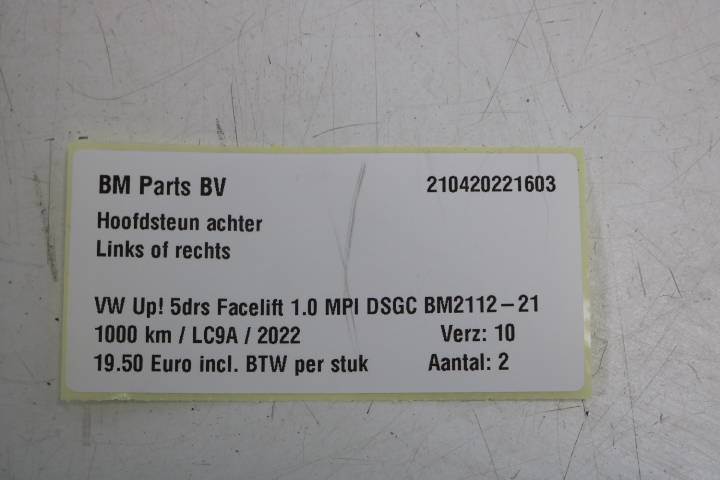 BM Parts BV 210420221603
Hoofdsteun achter
Links of rechts
VW Up! 5drs Facelift 1.0 MPI DSGC BM2112-21
1000 km / LC9A / 2022 Verz: 10
19.50 Euro incl. BTW per stuk Aantal: 2